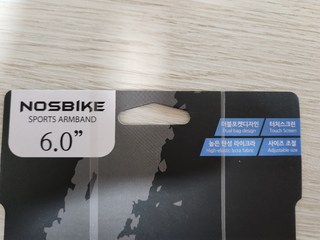 NOSBIKE
SPORTS ARMBAND
6.0”
더블포켓디자인
Dual bag design
터치스크린
Touch Screen
높은 탄성 라이크라
High-elastic lycra fabric
사이즈 조절
Adjustable size